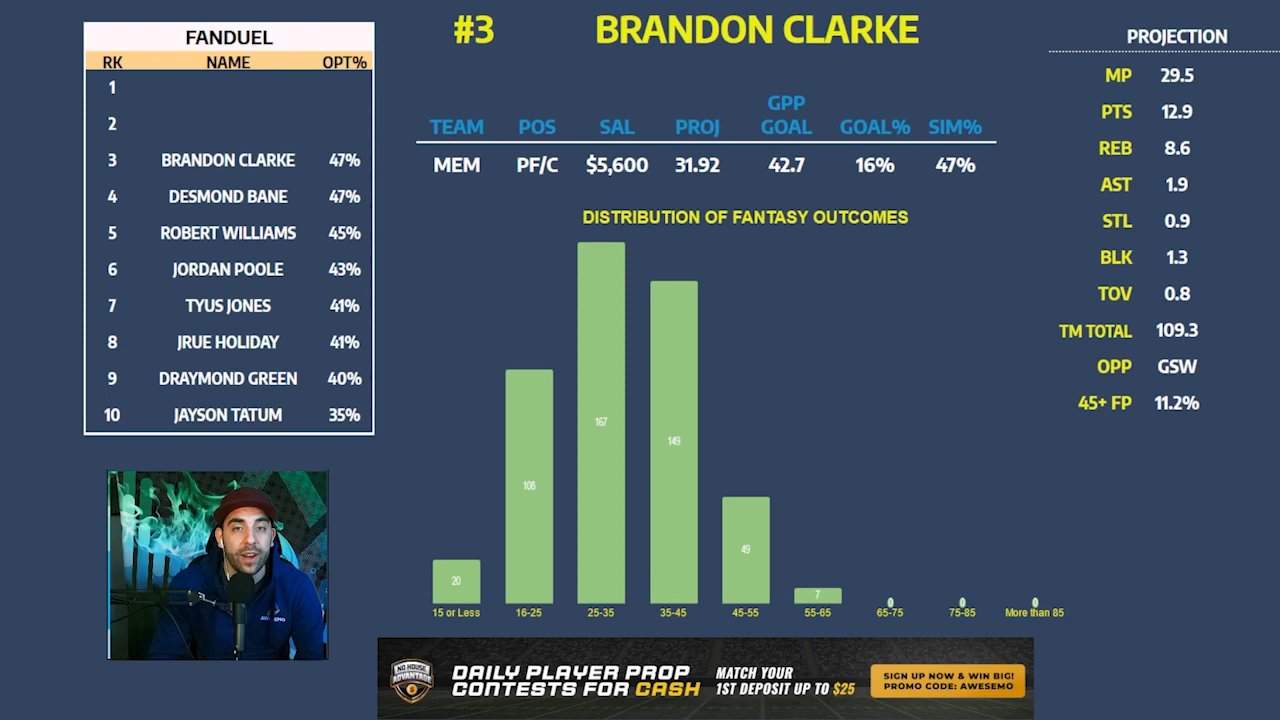 FANDUEL
RK NAME OPT%
1
2
3 BRANDON CLARKE 47%
4 DESMOND BANE 47%
5 ROBERT WILLIAMS 45%
6 JORDAN POOLE 43%
7 TYUS JONES 41%
8 JRUE HOLIDAY 41%
9 DRAYMOND GREEN 40%
10 JAYSON TATUM 35%
#3 BRANDON CLARKE
TEAM POS SAL PROJ GPP GOAL GOAL% SIM%
MEM PF/C $5,600 31.92 42.7 16% 47%
DISTRIBUTION OF FANTASY OUTCOMES
20 108 167 149 49 7 0 0 0
15 or Less 16-25 25-35 35-45 45-55 55-65 65-75 75-85 More than 85
PROJECTION
MP 29.5
PTS 12.9
REB 8.6
AST 1.9
STL 0.9
BLK 1.3
TOV 0.8
TM TOTAL 109.3
OPP GSW
45+ FP 11.2%
NO HOUSE
ADVANTAGE
DAILY PLAYER PROP
CONTESTS FOR CASH
MATCH YOUR
1ST DEPOSIT UP TO $25
SIGN UP NOW & WIN BIG!
PROMO CODE: AWESEMO